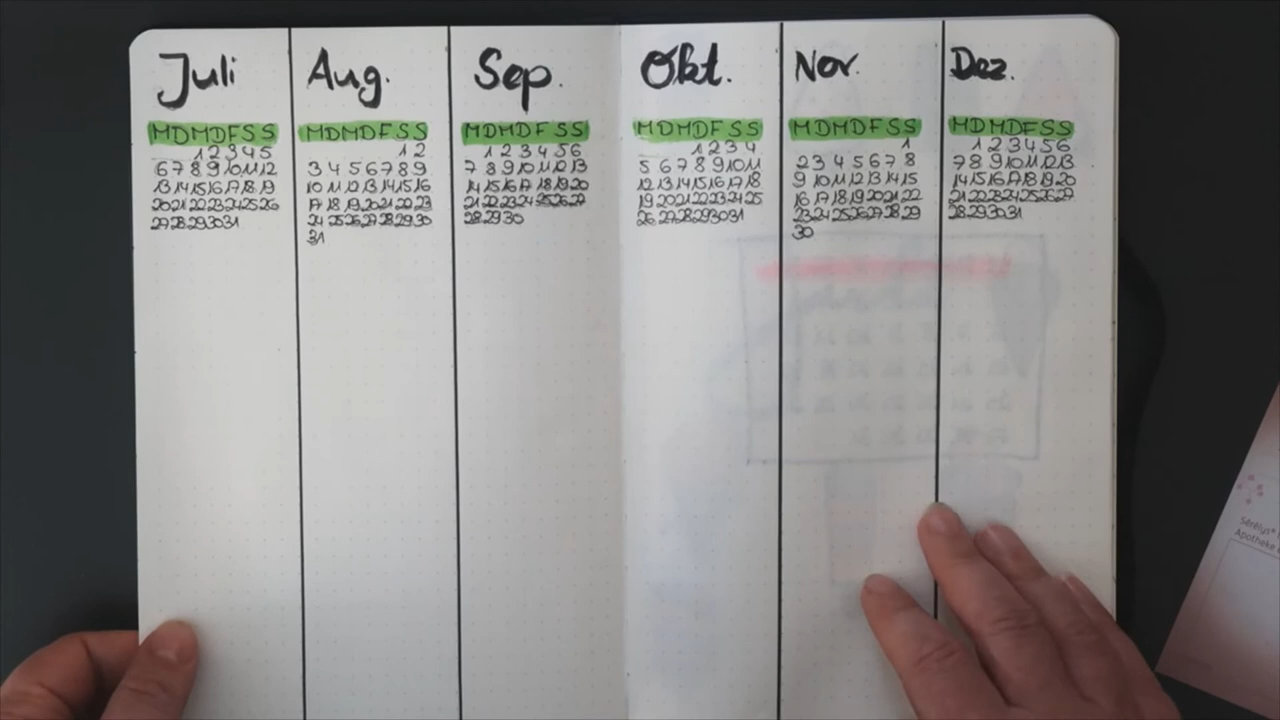 Juli
MDMDFSS
1 2 3 4 5
6 7 8 9 10 11 12
13 14 15 16 17 18 19
20 21 22 23 24 25 26
27 28 29 30 31
Aug.
MDMDFSS
1 2
3 4 5 6 7 8 9
10 11 12 13 14 15 16
17 18 19 20 21 22 23
24 25 26 27 28 29 30
31
Sep.
MDMDFSS
1 2 3 4 5 6
7 8 9 10 11 12 13
14 15 16 17 18 19 20
21 22 23 24 25 26 27
28 29 30
Okt.
MDMDFSS
1 2 3 4
5 6 7 8 9 10 11
12 13 14 15 16 17 18
19 20 21 22 23 24 25
26 27 28 29 30 31
Nov.
MDMDFSS
1
2 3 4 5 6 7 8
9 10 11 12 13 14 15
16 17 18 19 20 21 22
23 24 25 26 27 28 29
30
Dez.
MDMDFSS
1 2 3 4 5 6
7 8 9 10 11 12 13
14 15 16 17 18 19 20
21 22 23 24 25 26 27
28 29 30 31
Sérélys®
Apotheke